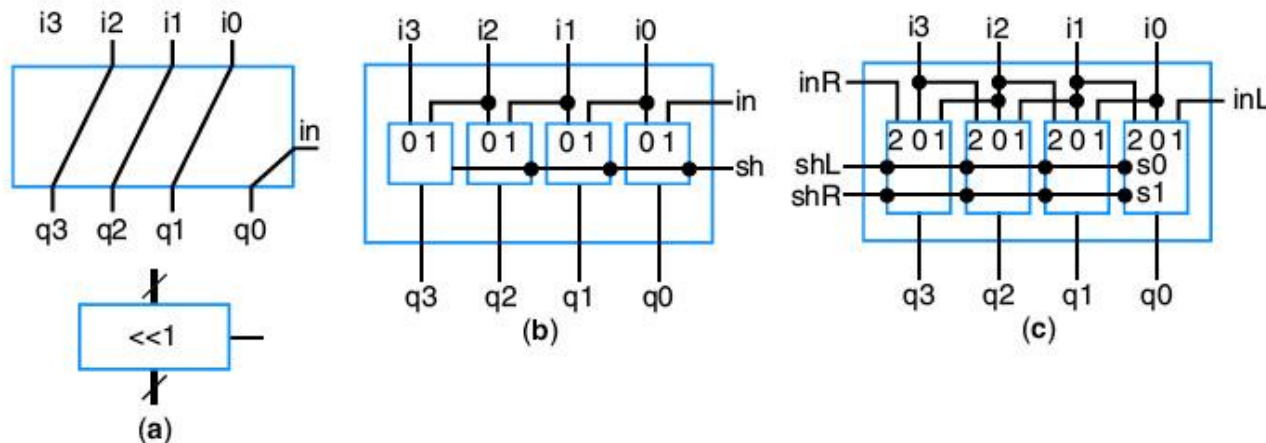 i3 i2 i1 i0
in
q3 q2 q1 q0
<<1
(a)
i3 i2 i1 i0
in
0 1 0 1 0 1 0 1
sh
q3 q2 q1 q0
(b)
i3 i2 i1 i0
inR
inL
2 0 1 2 0 1 2 0 1 2 0 1
shL s0
shR s1
q3 q2 q1 q0
(c)